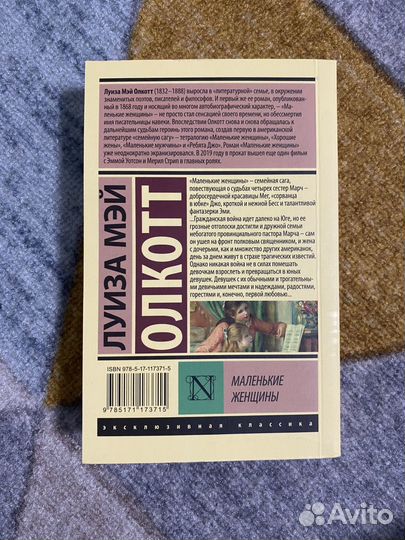 Луиза Мэй Олкотт (1832–1888) выросла в «литературной» семье, в окружении
знаменитых поэтов, писателей и философов. И первый же ее роман, опубликован-
ный в 1868 году и носящий во многом автобиографический характер, – «Ма-
ленькие женщины» – не просто стал сенсацией своего времени, но обессмертил
имя писательницы навеки. Впоследствии Олкотт снова и снова обращалась к
дальнейшим судьбам героинь этого романа, создав первую в американской
литературе «семейную сагу» – тетралогию «Маленькие женщины», «Хорошие
жены», «Маленькие мужчины» и «Ребята Джо». Роман «Маленькие женщины»
уже неоднократно экранизировался. В 2019 году в прокат вышел еще один фильм
с Эммой Уотсон и Мерил Стрип в главных ролях.
ЛУИЗА МЭЙ
ОЛКОТТ
«Маленькие женщины» – семейная сага,
повествующая о судьбах четырех сестер Марч –
добросердечной красавицы Мег, «сорванца
в юбке» Джо, кроткой и нежной Бесс и талантливой
фантазерки Эми.
...Гражданская война идет далеко на Юге, но ее
грозные отголоски достигли и дружной семьи
небогатого провинциального пастора Марча – сам
он ушел на фронт полковым священником, и жена
с дочерьми, как и множество других американок,
день за днем живут в страхе трагических известий.
Однако никакая война не в силах помешать
девочкам взрослеть и превращаться в юных
девушек. Девушек с их обычными и трогательны-
ми девичьими мечтами и надеждами, радостями,
горестями и, конечно, первой любовью...
ISBN 978-5-17-117371-5
9 785171 173715
N
МАЛЕНЬКИЕ
ЖЕНЩИНЫ
эксклюзивная классика
Avito